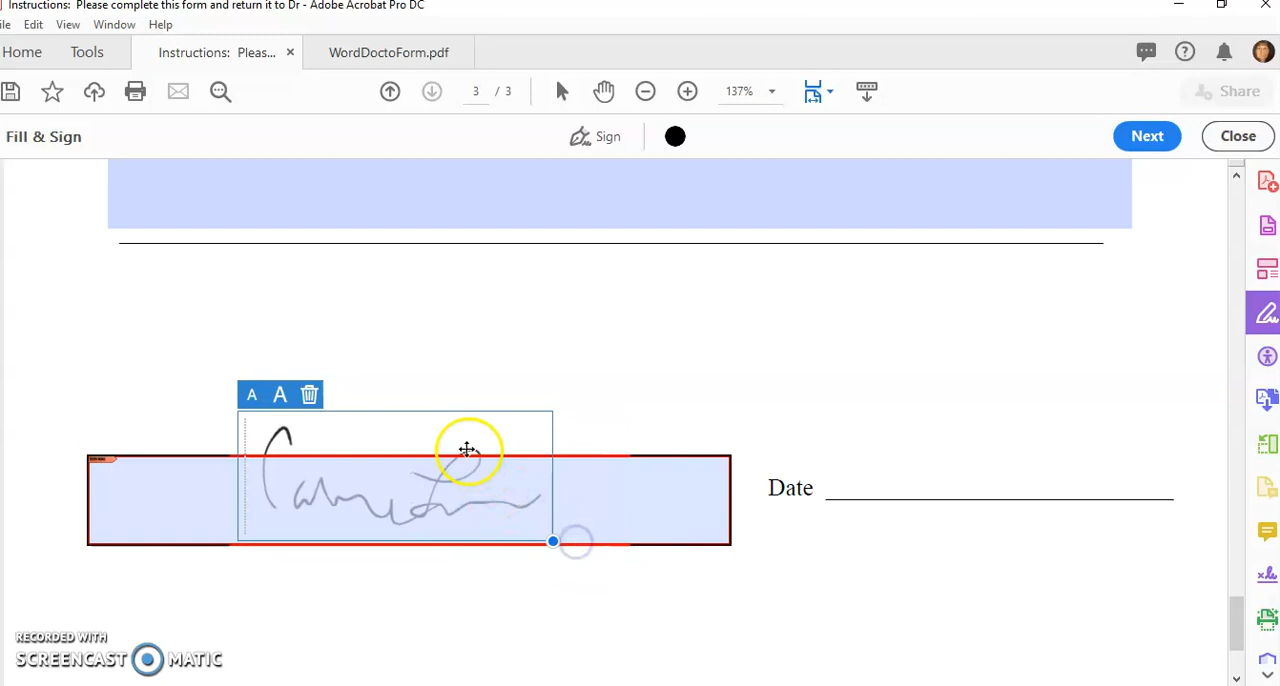 Instructions: Please complete this form and return it to Dr - Adobe Acrobat Pro DC
ile Edit View Window Help
Home Tools Instructions: Pleas... × WordDoctoForm.pdf
3 / 3 137% Share
Fill & Sign Sign Next Close
A A
Date
RECORDED WITH
SCREENCAST MATIC